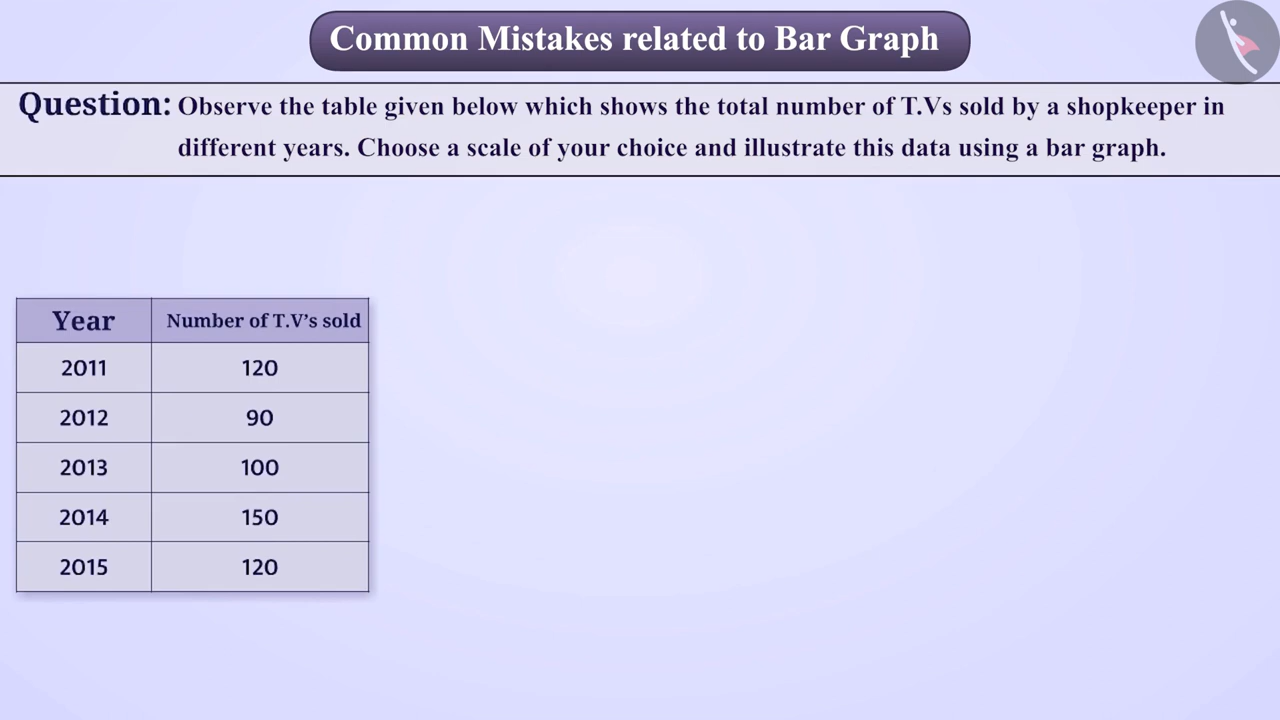 Common Mistakes related to Bar Graph
Question: Observe the table given below which shows the total number of T.Vs sold by a shopkeeper in
different years. Choose a scale of your choice and illustrate this data using a bar graph.
Year Number of T.V's sold
2011 120
2012 90
2013 100
2014 150
2015 120